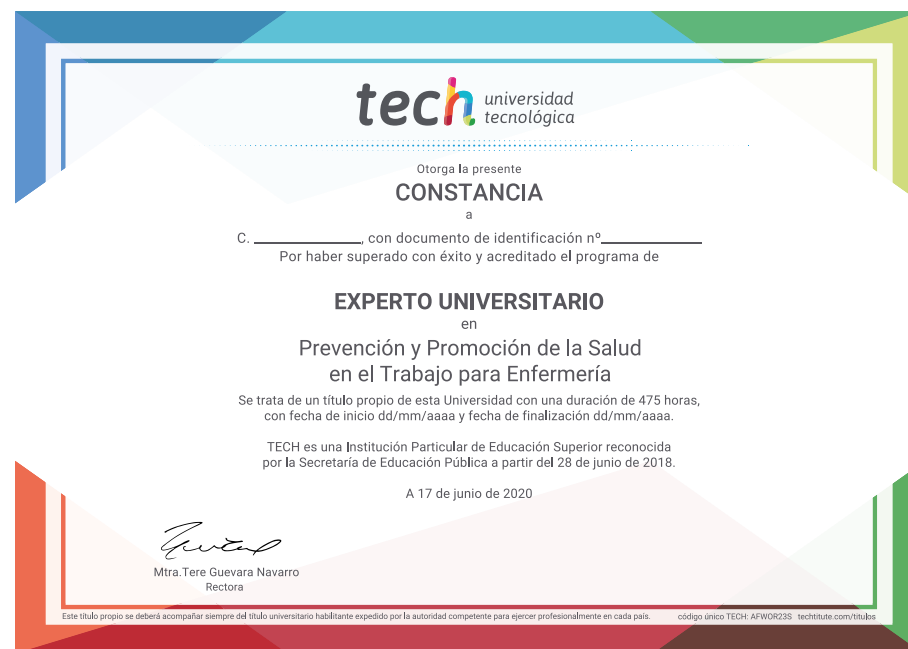 tech universidad
tecnológica
Otorga la presente
CONSTANCIA
a
C. ____________, con documento de identificación nº____________
Por haber superado con éxito y acreditado el programa de
EXPERTO UNIVERSITARIO
en
Prevención y Promoción de la Salud
en el Trabajo para Enfermería
Se trata de un título propio de esta Universidad con una duración de 475 horas,
con fecha de inicio dd/mm/aaaa y fecha de finalización dd/mm/aaaa.
TECH es una Institución Particular de Educación Superior reconocida
por la Secretaría de Educación Pública a partir del 28 de junio de 2018.
A 17 de junio de 2020
Mtra.Tere Guevara Navarro
Rectora
Este título propio se deberá acompañar siempre del título universitario habilitante expedido por la autoridad competente para ejercer profesionalmente en cada país. código único TECH: AFWOR23S techtitute.com/titulos